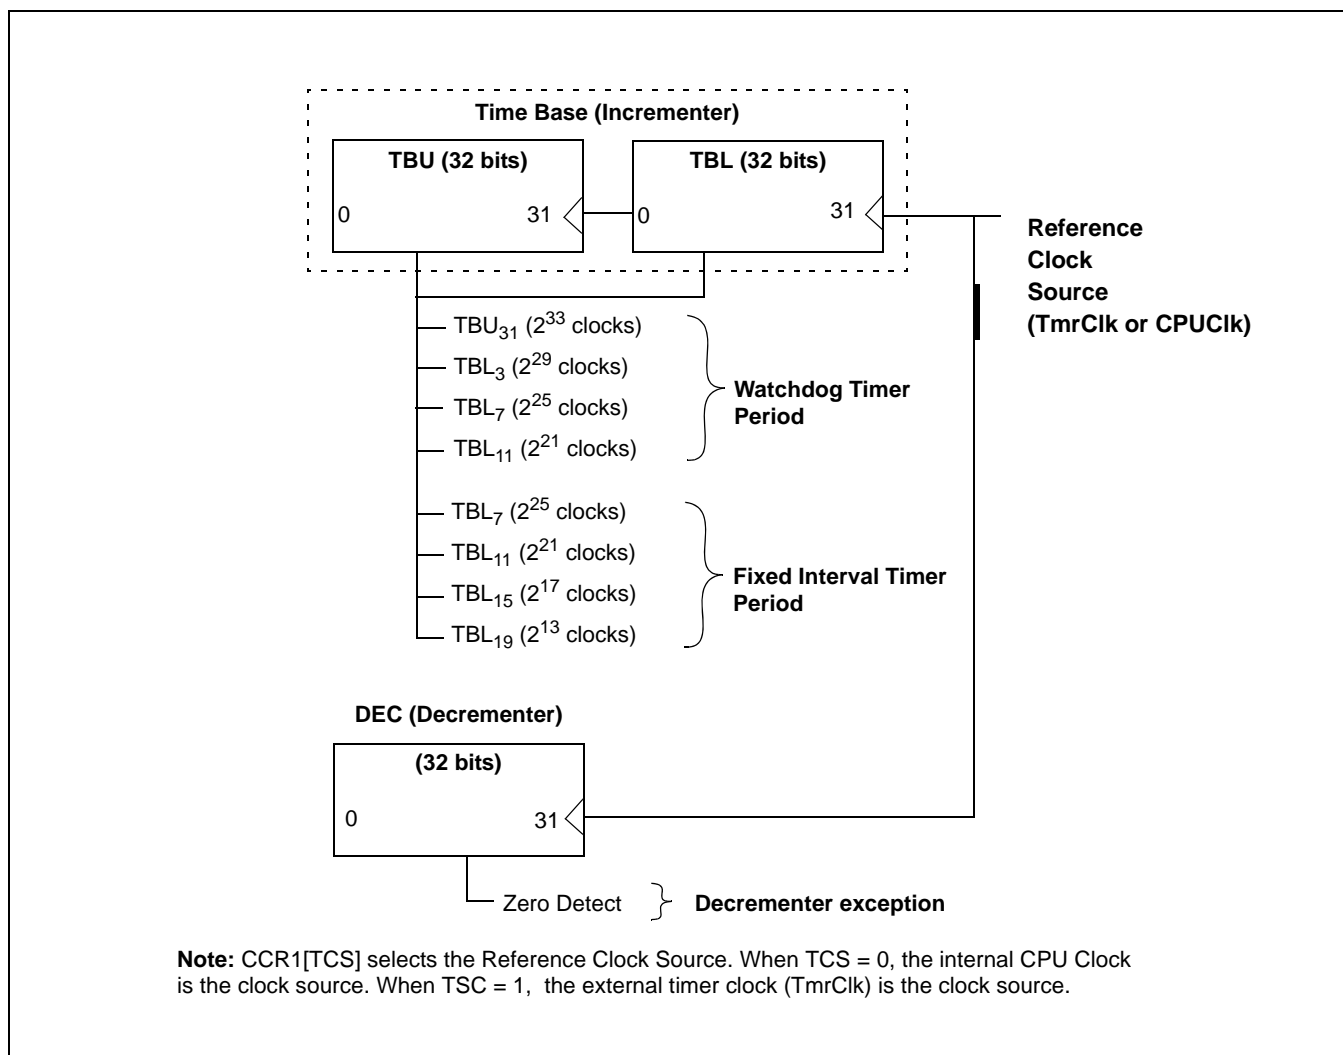 Time Base (Incrementer)
TBU (32 bits)
TBL (32 bits)
0
31
0
31
Reference
Clock
Source
(TmrClk or CPUClk)
TBU31 (2^33 clocks)
TBL3 (2^29 clocks)
TBL7 (2^25 clocks)
TBL11 (2^21 clocks)
Watchdog Timer
Period
TBL7 (2^25 clocks)
TBL11 (2^21 clocks)
TBL15 (2^17 clocks)
TBL19 (2^13 clocks)
Fixed Interval Timer
Period
DEC (Decrementer)
(32 bits)
0
31
Zero Detect
Decrementer exception
Note: CCR1[TCS] selects the Reference Clock Source. When TCS = 0, the internal CPU Clock
is the clock source. When TSC = 1, the external timer clock (TmrClk) is the clock source.